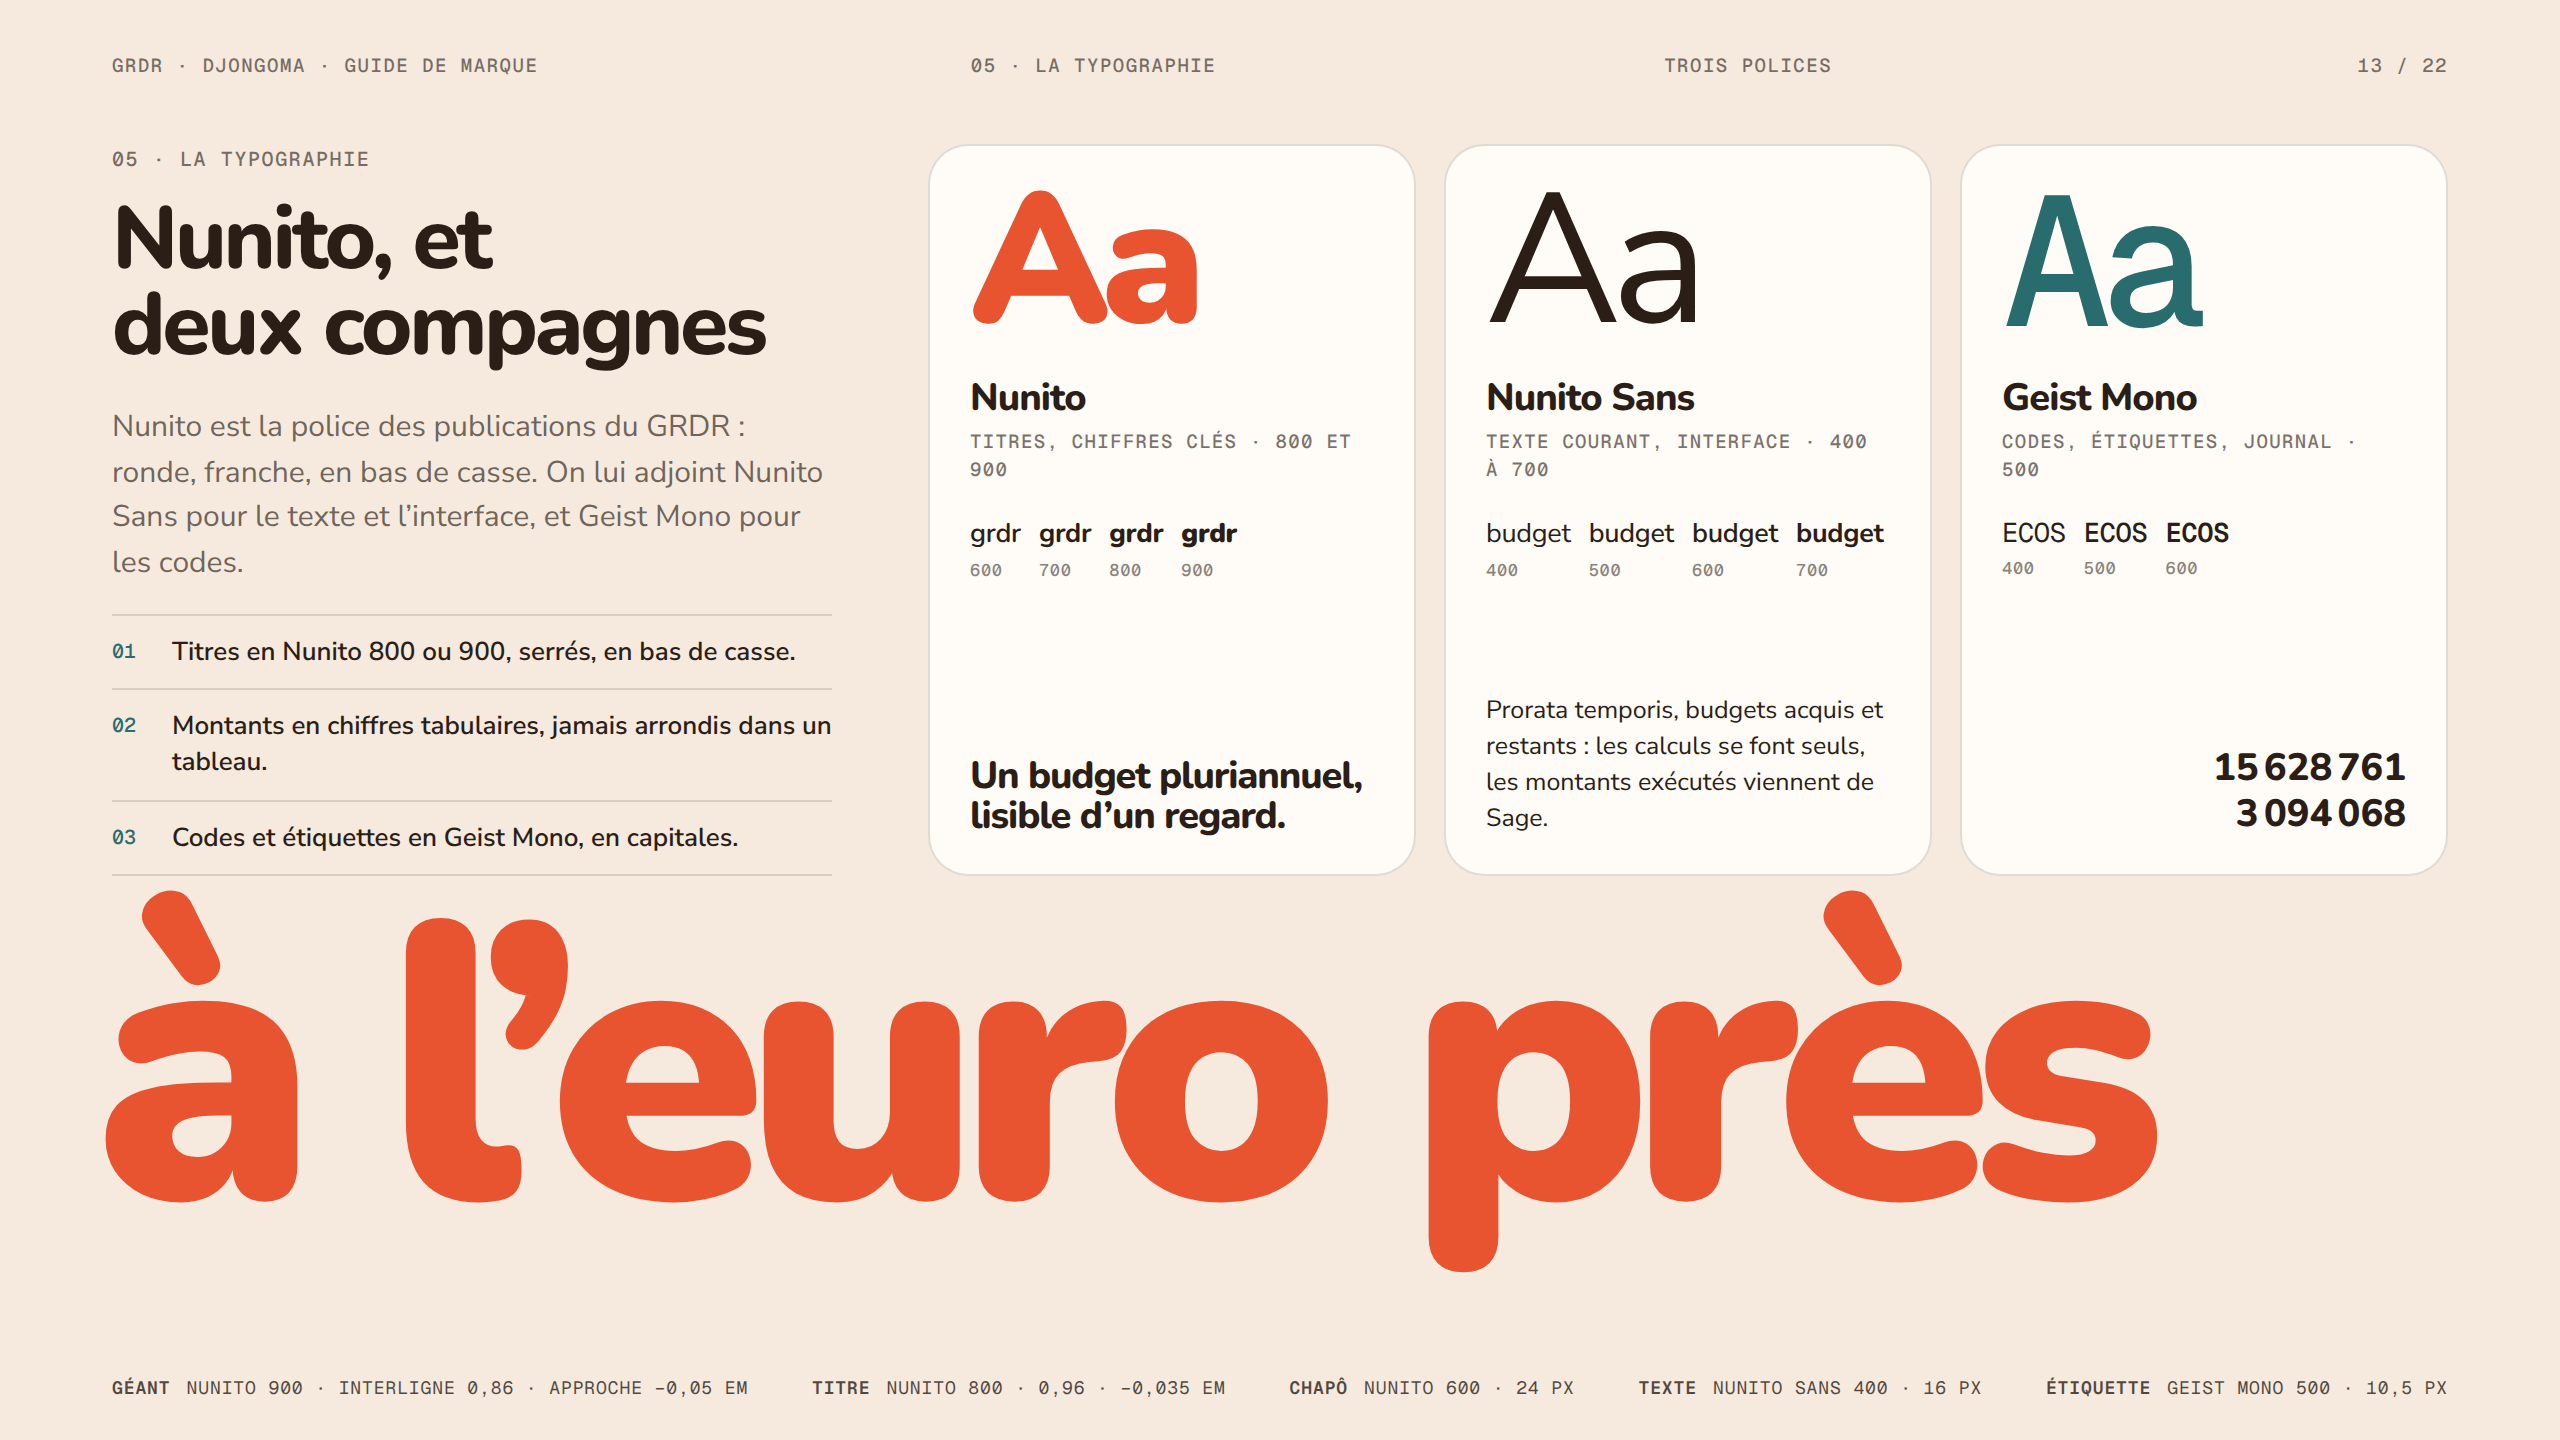 GRDR · DJONGOMA · GUIDE DE MARQUE
05 · LA TYPOGRAPHIE
TROIS POLICES
13 / 22
05 · LA TYPOGRAPHIE
Nunito, et
deux compagnes
Nunito est la police des publications du GRDR :
ronde, franche, en bas de casse. On lui adjoint Nunito
Sans pour le texte et l’interface, et Geist Mono pour
les codes.
01 Titres en Nunito 800 ou 900, serrés, en bas de casse.
02 Montants en chiffres tabulaires, jamais arrondis dans un
tableau.
03 Codes et étiquettes en Geist Mono, en capitales.
Aa
Nunito
TITRES, CHIFFRES CLÉS · 800 ET
900
grdr grdr grdr grdr
600 700 800 900
Un budget pluriannuel,
lisible d’un regard.
Aa
Nunito Sans
TEXTE COURANT, INTERFACE · 400
À 700
budget budget budget budget
400 500 600 700
Prorata temporis, budgets acquis et
restants : les calculs se font seuls,
les montants exécutés viennent de
Sage.
Aa
Geist Mono
CODES, ÉTIQUETTES, JOURNAL ·
500
ECOS ECOS ECOS
400 500 600
15 628 761
3 094 068
à l’euro près
GÉANT NUNITO 900 · INTERLIGNE 0,86 · APPROCHE −0,05 EM
TITRE NUNITO 800 · 0,96 · −0,035 EM
CHAPÔ NUNITO 600 · 24 PX
TEXTE NUNITO SANS 400 · 16 PX
ÉTIQUETTE GEIST MONO 500 · 10,5 PX